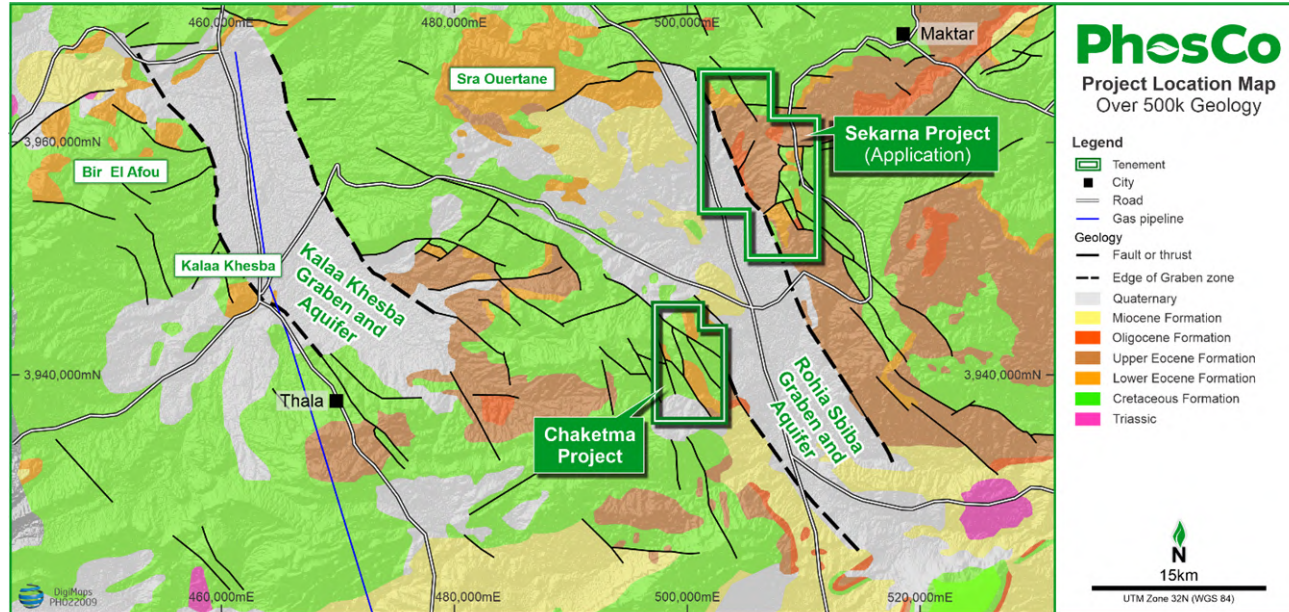 460,000mE
480,000mE
500,000mE
Maktar
Sra Ouertane
3,960,000mN
Sekarna Project
(Application)
Bir El Afou
Kalaa Khesba
Kalaa Khesba
Graben and
Aquifer
3,940,000mN
3,940,000mN
Thala
Chaketma
Project
Rohia Sbiba
Graben and
Aquifer
DigiMaps
PH022009
460,000mE
480,000mE
500,000mE
520,000mE
PhosCo
Project Location Map
Over 500k Geology
Legend
Tenement
City
Road
Gas pipeline
Geology
Fault or thrust
Edge of Graben zone
Quaternary
Miocene Formation
Oligocene Formation
Upper Eocene Formation
Lower Eocene Formation
Cretaceous Formation
Triassic
N
15km
UTM Zone 32N (WGS 84)